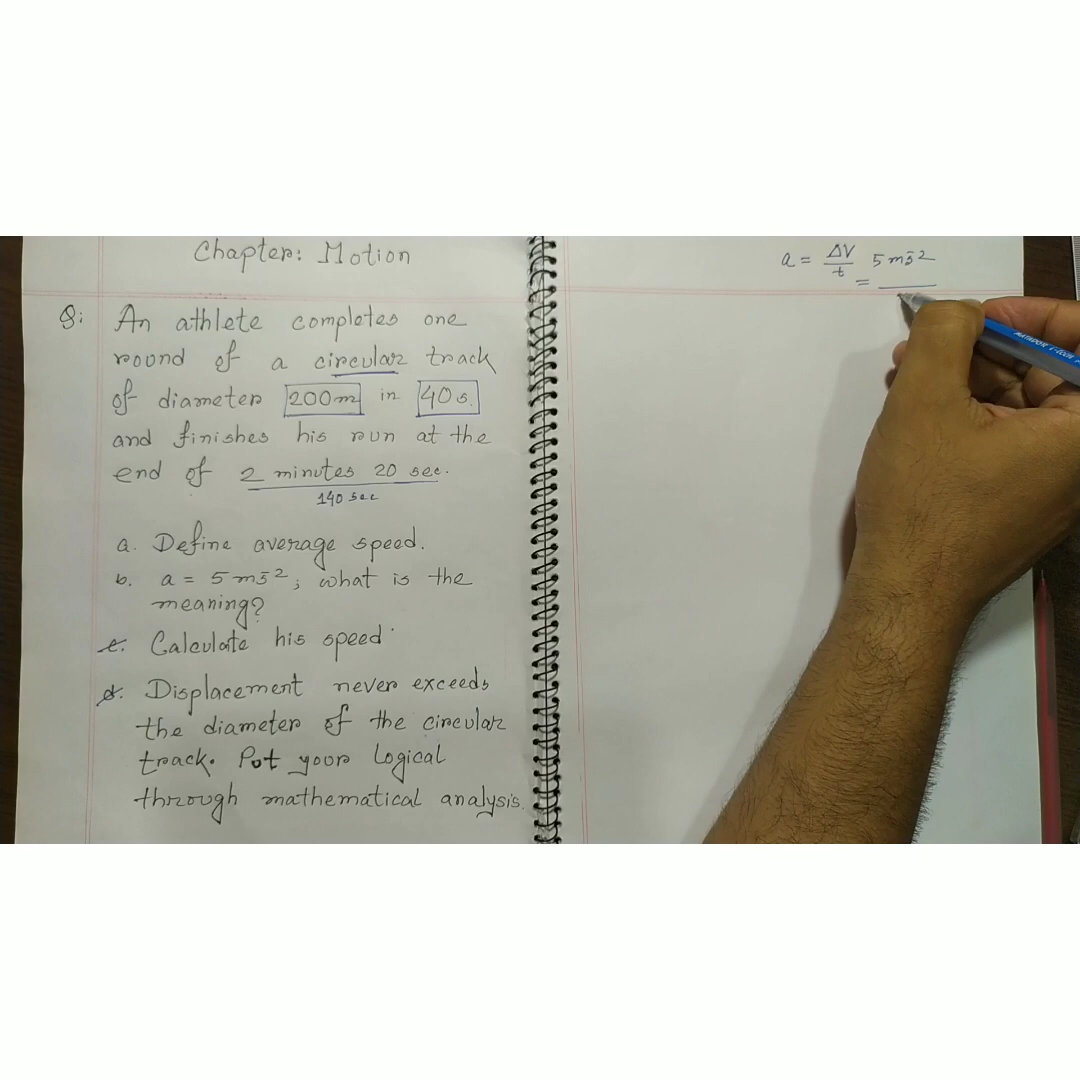 Chapter: Motion
Q: An athlete completes one
round of a circular track
of diameter 200m in 40s.
and finishes his run at the
end of 2 minutes 20 sec.
140 sec
a. Define average speed.
b. a = 5ms̄², what is the
meaning?
c. Calculate his speed
d. Displacement never exceeds
the diameter of the circular
track. Put your logical
through mathematical analysis.
a = ΔV/t 5ms̄²
=
MATADOR